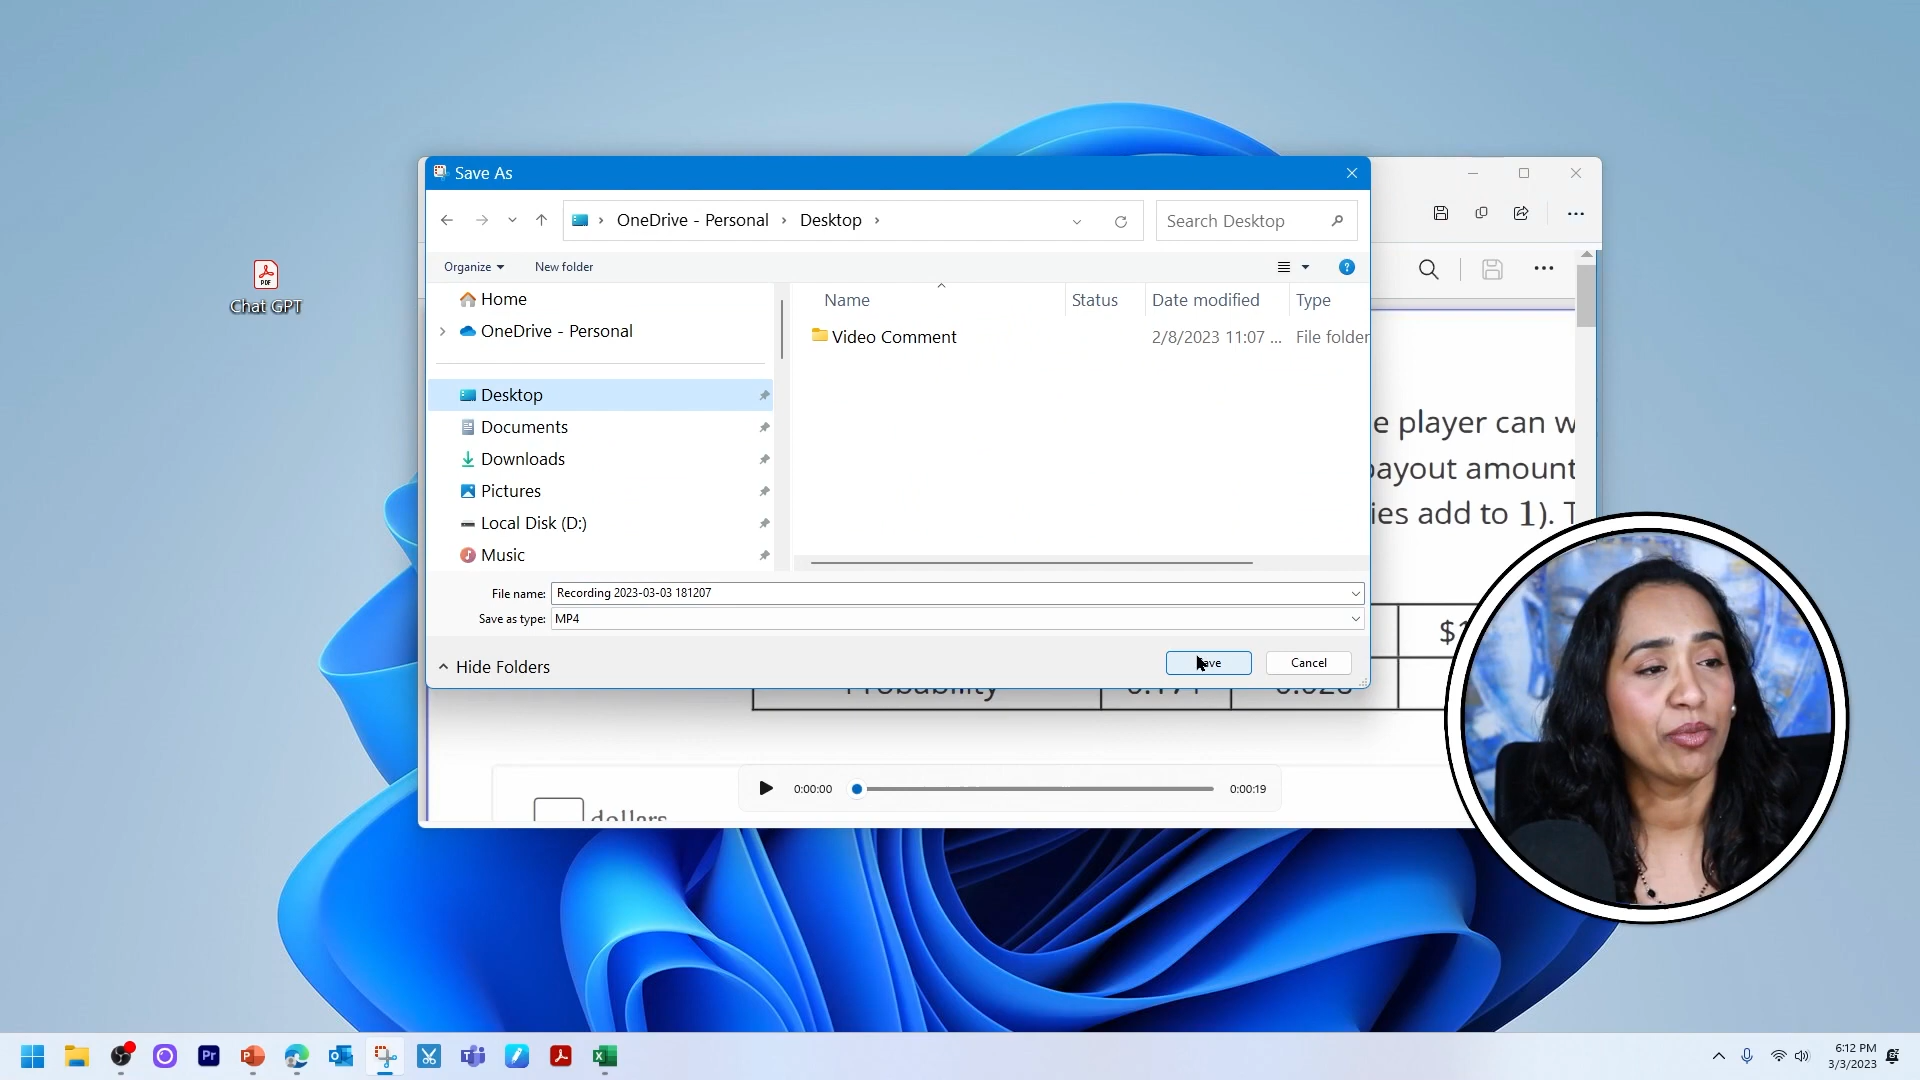 Chat GPT
Save As
OneDrive - Personal
Desktop
Search Desktop
Organize
New folder
Name
Status
Date modified
Type
Home
OneDrive - Personal
Video Comment
2/8/2023 11:07 ...
File folder
Desktop
Documents
Downloads
Pictures
Local Disk (D:)
Music
File name:
Recording 2023-03-03 181207
Save as type:
MP4
Hide Folders
Cancel
e player can w
payout amount
ies add to 1). T
Probability
0:00:00
0:00:19
dollars
Pr
6:12 PM
3/3/2023